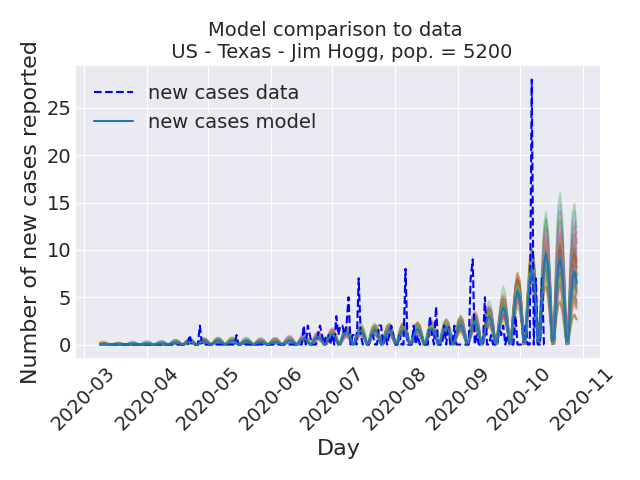 Model comparison to data
US - Texas - Jim Hogg, pop. = 5200
Number of new cases reported
new cases data
new cases model
25
20
15
10
5
0
2020-03
2020-04
2020-05
2020-06
2020-07
2020-08
2020-09
2020-10
2020-11
Day